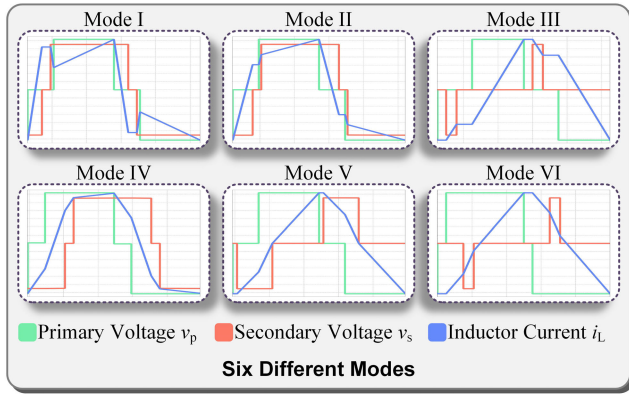 Mode I Mode II Mode III
Mode IV Mode V Mode VI
Primary Voltage vp Secondary Voltage vs Inductor Current iL
Six Different Modes